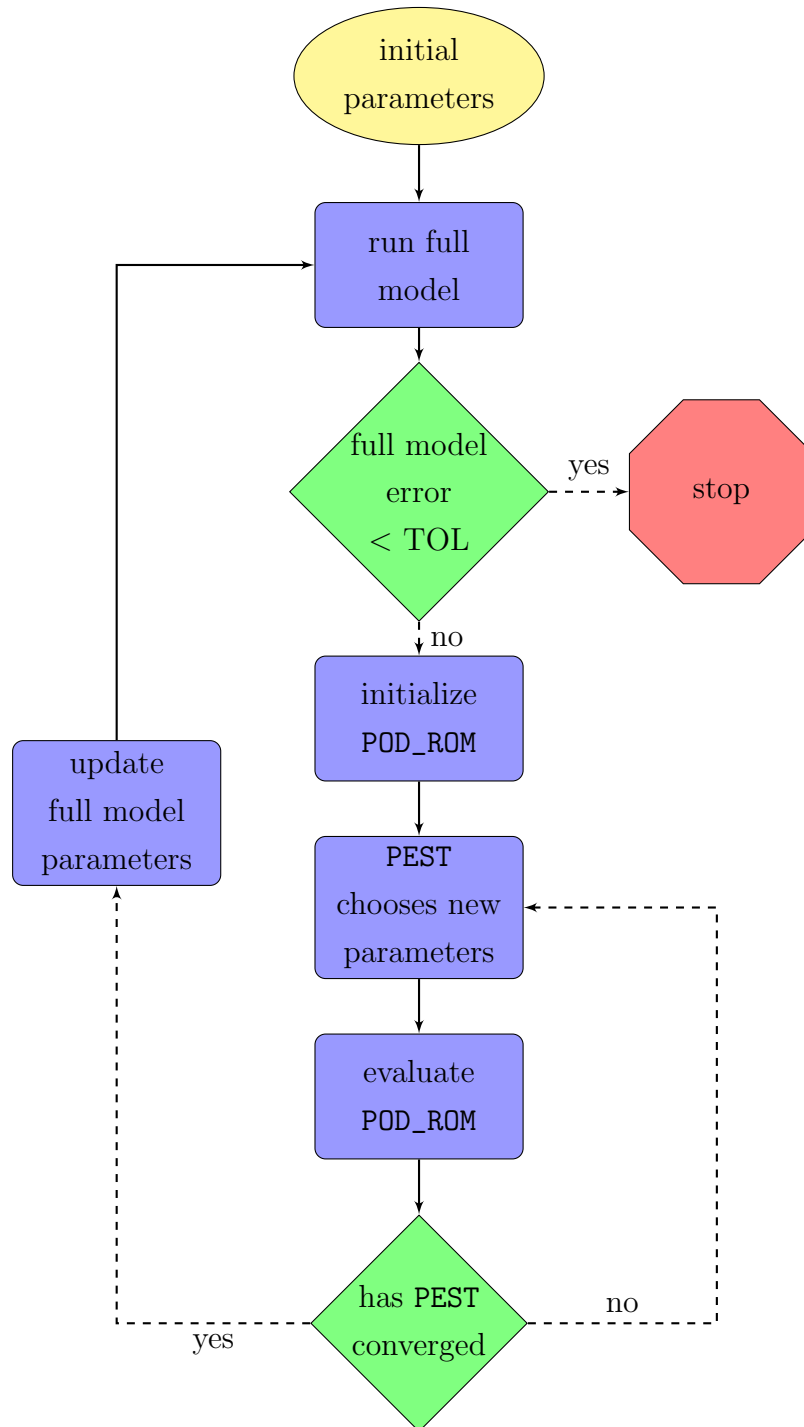 initial
parameters
run full
model
full model
error
< TOL
yes
stop
no
initialize
POD_ROM
update
full model
parameters
PEST
chooses new
parameters
evaluate
POD_ROM
has PEST
converged
yes
no